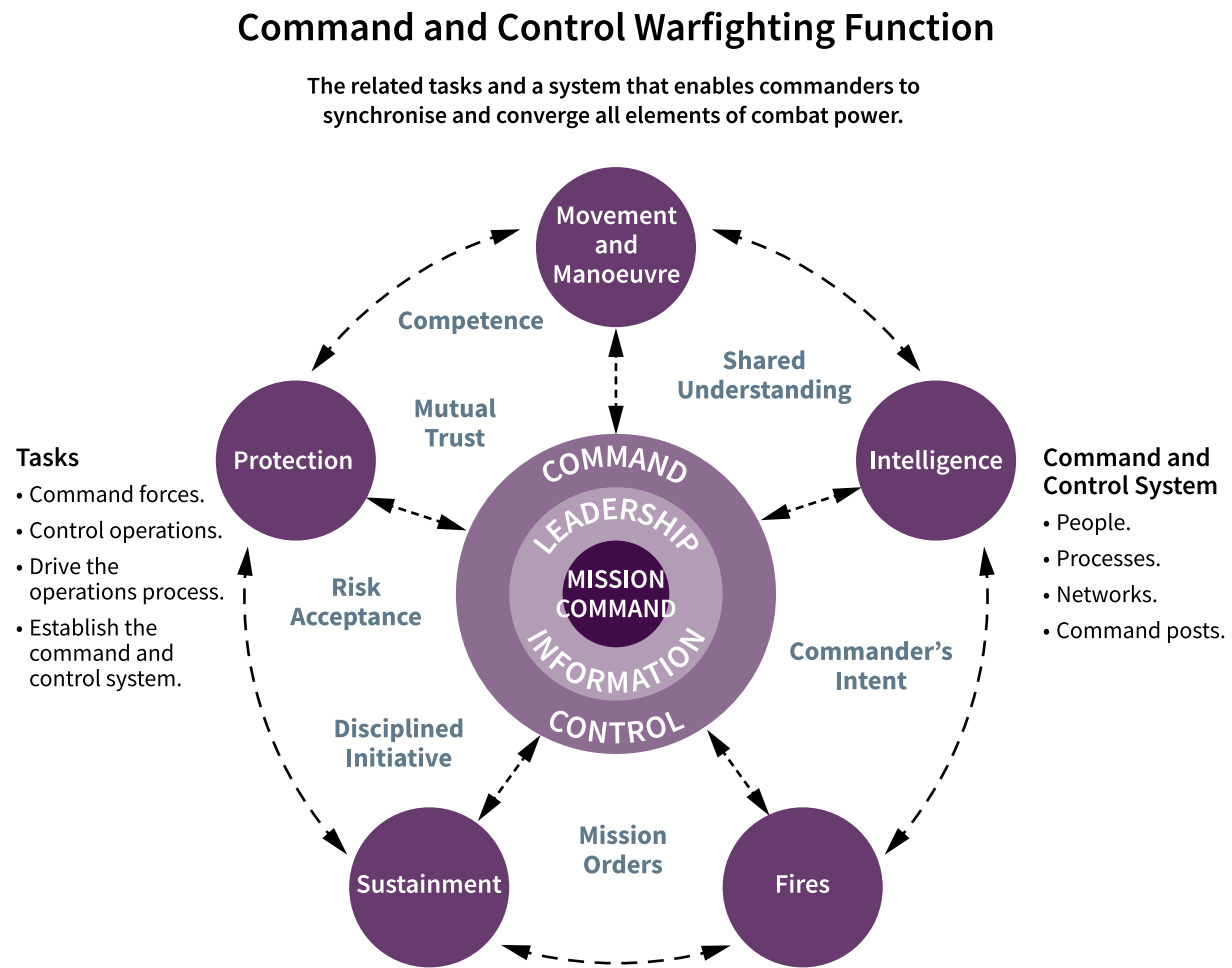 Command and Control Warfighting Function
The related tasks and a system that enables commanders to
synchronise and converge all elements of combat power.
Movement
and
Manoeuvre
Competence
Shared
Understanding
Mutual
Trust
Protection
Intelligence
Tasks
• Command forces.
• Control operations.
• Drive the
operations process.
• Establish the
command and
control system.
Command and
Control System
• People.
• Processes.
• Networks.
• Command posts.
COMMAND
LEADERSHIP
MISSION
COMMAND
INFORMATION
CONTROL
Risk
Acceptance
Commander’s
Intent
Disciplined
Initiative
Mission
Orders
Sustainment
Fires